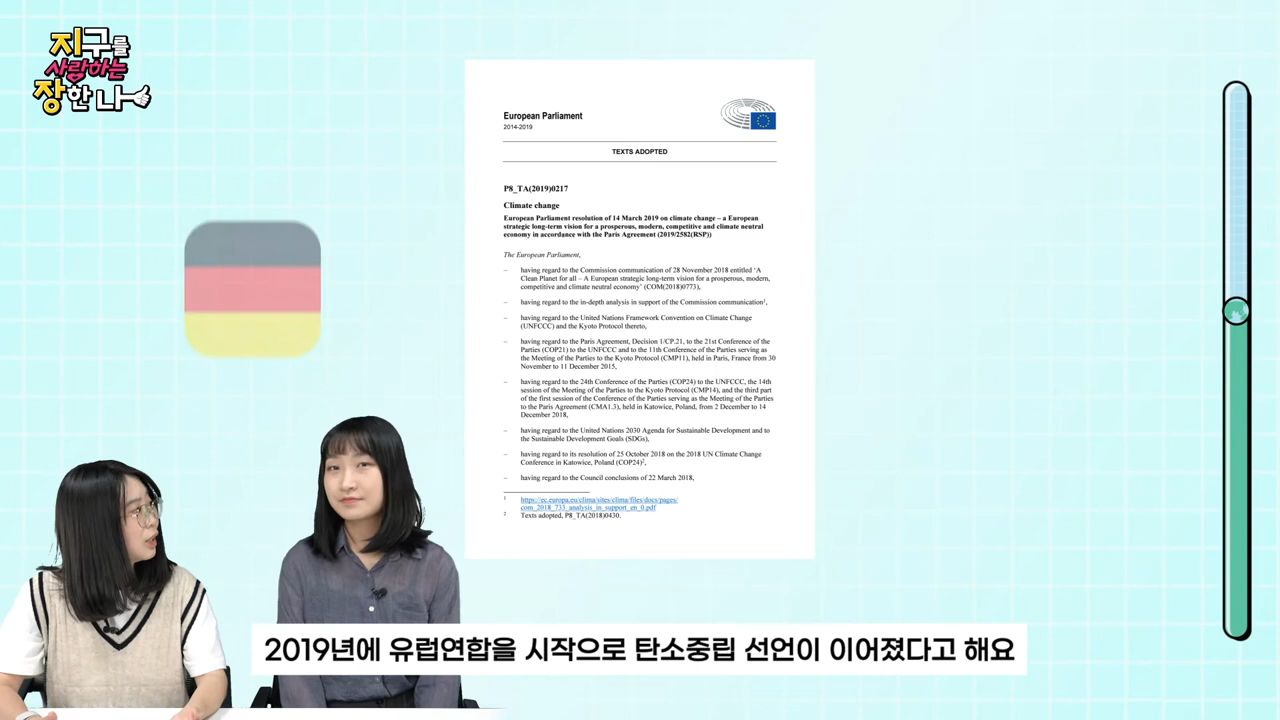 지구를
사랑하는
장한 나
European Parliament
2014-2019
TEXTS ADOPTED
P8_TA(2019)0217
Climate change
European Parliament resolution of 14 March 2019 on climate change – a European
strategic long-term vision for a prosperous, modern, competitive and climate neutral
economy in accordance with the Paris Agreement (2019/2582(RSP))
The European Parliament,
– having regard to the Commission communication of 28 November 2018 entitled ‘A
Clean Planet for all – A European strategic long-term vision for a prosperous, modern,
competitive and climate neutral economy’ (COM(2018)0773),
– having regard to the in-depth analysis in support of the Commission communication¹,
– having regard to the United Nations Framework Convention on Climate Change
(UNFCCC) and the Kyoto Protocol thereto,
– having regard to the Paris Agreement, Decision 1/CP.21, to the 21st Conference of the
Parties (COP21) to the UNFCCC and to the 11th Conference of the Parties serving as
the Meeting of the Parties to the Kyoto Protocol (CMP11), held in Paris, France from 30
November to 11 December 2015,
– having regard to the 24th Conference of the Parties (COP24) to the UNFCCC, the 14th
session of the Meeting of the Parties to the Kyoto Protocol (CMP14), and the third part
of the first session of the Conference of the Parties serving as the Meeting of the Parties
to the Paris Agreement (CMA1.3), held in Katowice, Poland, from 2 December to 14
December 2018,
– having regard to the United Nations 2030 Agenda for Sustainable Development and to
the Sustainable Development Goals (SDGs),
– having regard to its resolution of 25 October 2018 on the 2018 UN Climate Change
Conference in Katowice, Poland (COP24)²,
– having regard to the Council conclusions of 22 March 2018,
¹ https://ec.europa.eu/clima/sites/clima/files/docs/pages/
com_2018_733_analysis_in_support_en_0.pdf
² Texts adopted, P8_TA(2018)0430.
2019년에 유럽연합을 시작으로 탄소중립 선언이 이어졌다고 해요